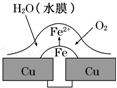 H₂O(水膜)
O₂
Fe²⁺
Fe
Cu
Cu